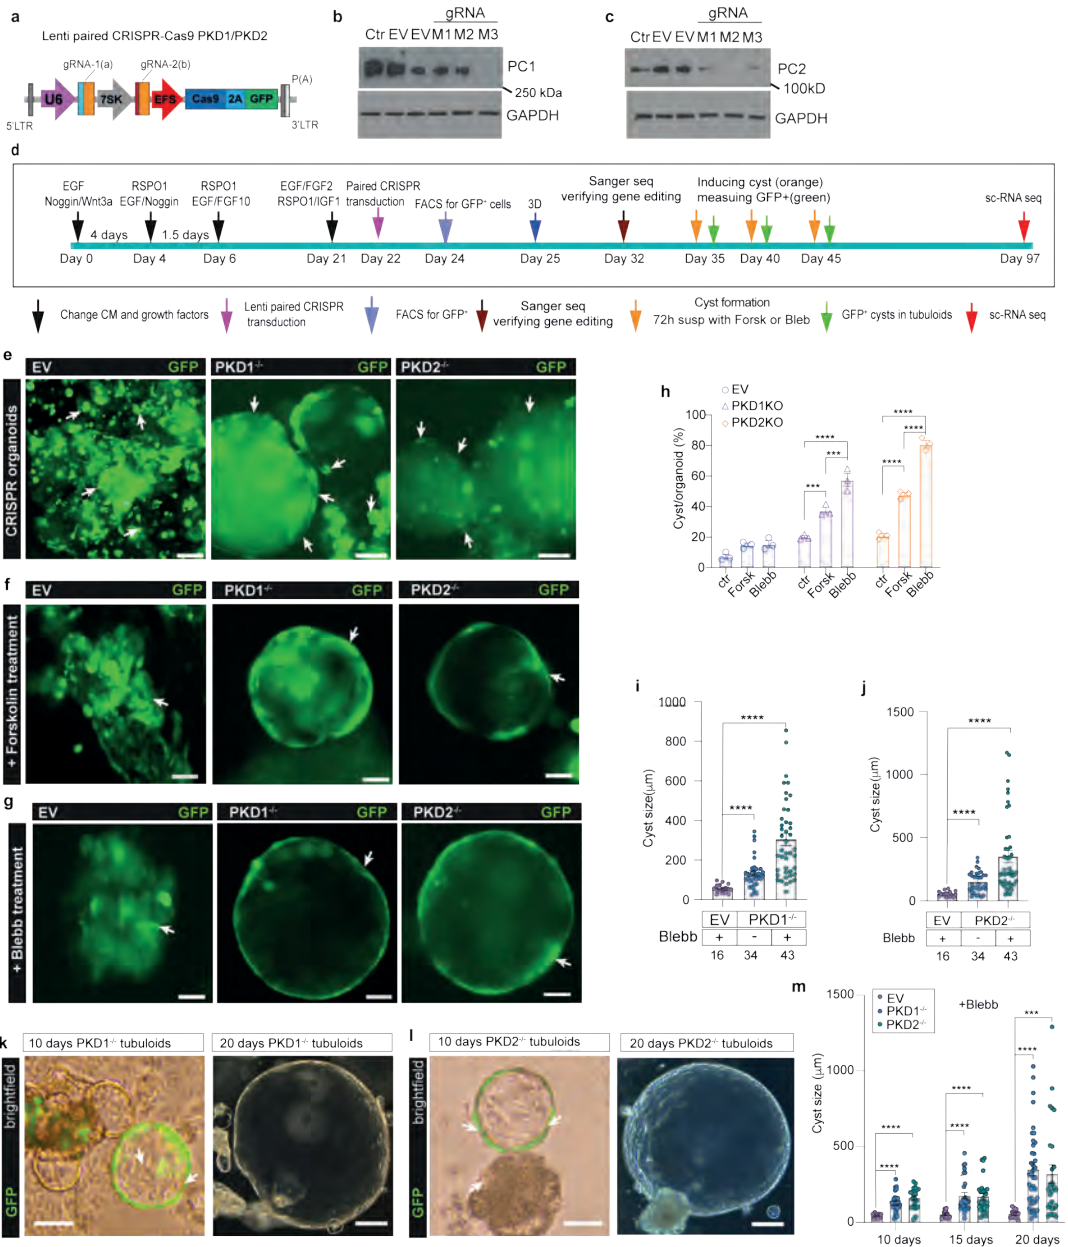 a
Lenti paired CRISPR-Cas9 PKD1/PKD2
gRNA-1(a)
gRNA-2(b)
P(A)
U6
7SK
EFS
Cas9
2A
GFP
5'LTR
3'LTR
b
gRNA
Ctr EV EV M1 M2 M3
PC1
250 kDa
GAPDH
c
gRNA
Ctr EV EV M1 M2 M3
PC2
100kD
GAPDH
d
EGF
Noggin/Wnt3a
RSPO1
EGF/Noggin
RSPO1
EGF/FGF10
EGF/FGF2
RSPO1/IGF1
Paired CRISPR
transduction
FACS for GFP⁺ cells
3D
Sanger seq
verifying gene editing
Inducing cyst (orange)
measuing GFP+(green)
sc-RNA seq
4 days
1.5 days
Day 0
Day 4
Day 6
Day 21
Day 22
Day 24
Day 25
Day 32
Day 35
Day 40
Day 45
Day 97
Change CM and growth factors
Lenti paired CRISPR
transduction
FACS for GFP⁺
Sanger seq
verifying gene editing
Cyst formation
72h susp with Forsk or Bleb
GFP⁺ cysts in tubuloids
sc-RNA seq
e
CRISPR organoids
EV GFP
PKD1⁻/⁻ GFP
PKD2⁻/⁻ GFP
f
+ Forskolin treatment
EV GFP
PKD1⁻/⁻ GFP
PKD2⁻/⁻ GFP
g
+ Blebb treatment
EV GFP
PKD1⁻/⁻ GFP
PKD2⁻/⁻ GFP
h
EV
PKD1KO
PKD2KO
Cyst/organoid (%)
100
80
60
40
20
0
*** *** ****
**** **** ****
ctr Forsk Blebb
ctr Forsk Blebb
ctr Forsk Blebb
i
Cyst size(µm)
1000
800
600
400
200
0
****
****
EV PKD1⁻/⁻
Blebb + - +
16 34 43
j
Cyst size(µm)
1500
1000
500
0
****
****
EV PKD2⁻/⁻
Blebb + - +
16 34 43
k
GFP brightfield
10 days PKD1⁻/⁻ tubuloids
20 days PKD1⁻/⁻ tubuloids
l
GFP brightfield
10 days PKD2⁻/⁻ tubuloids
20 days PKD2⁻/⁻ tubuloids
m
EV
PKD1⁻/⁻
PKD2⁻/⁻
+Blebb
Cyst size (µm)
1500
1000
500
0
**** ****
**** ****
**** ***
10 days
15 days
20 days